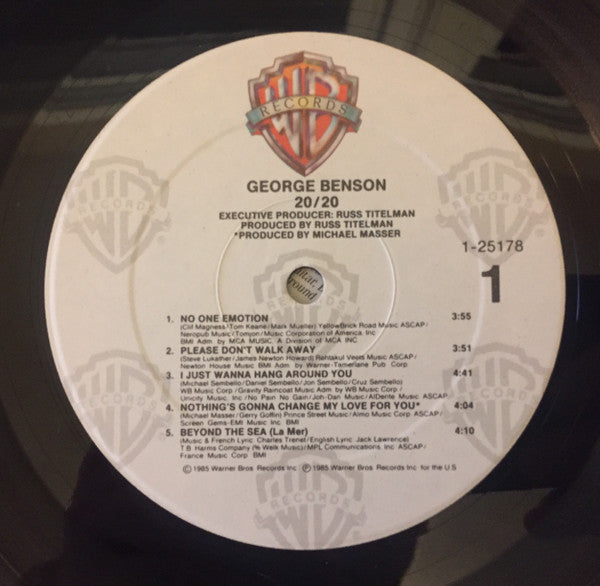 WB
RECORDS
GEORGE BENSON
20/20
EXECUTIVE PRODUCER: RUSS TITELMAN
PRODUCED BY RUSS TITELMAN
*PRODUCED BY MICHAEL MASSER
1-25178
1
1. NO ONE EMOTION 3:55
(Clif Magness/Tom Keane/Mark Mueller) YellowBrick Road Music ASCAP/
Neropub Music/Tomjon/Music Corporation of America, Inc
BMI Adm. by MCA MUSIC. A Division of MCA INC
2. PLEASE DON'T WALK AWAY 3:51
(Steve Lukather/James Newton Howard) Rehtakul Veets Music ASCAP/
Newton House Music BMI Adm. by Warner-Tamerlane Pub Corp.
3. I JUST WANNA HANG AROUND YOU 4:41
(Michael Sembello/Daniel Sembello/Jon Sembello/Cruz Sembello)
WB Music Corp/Gravity Raincoat Music Adm. by WB Music Corp/
Unicity Music, Inc/No Pain No Gain/Joh Dan Music/AlDente Music ASCAP
4. NOTHING'S GONNA CHANGE MY LOVE FOR YOU* 4:04
(Michael Masser/Gerry Goffin) Prince Street Music/Almo Music Corp ASCAP/
Screen Gems-EMI Music Inc. BMI
5. BEYOND THE SEA (La Mer) 4:10
(Music & French Lyric: Charles Trenet/English Lyric: Jack Lawrence)
T.B. Harms Company (% Welk Music)/MPL Communications Inc ASCAP/
France Music Corp BMI
© 1985 Warner Bros Records Inc ℗ 1985 Warner Bros Records Inc for the U.S